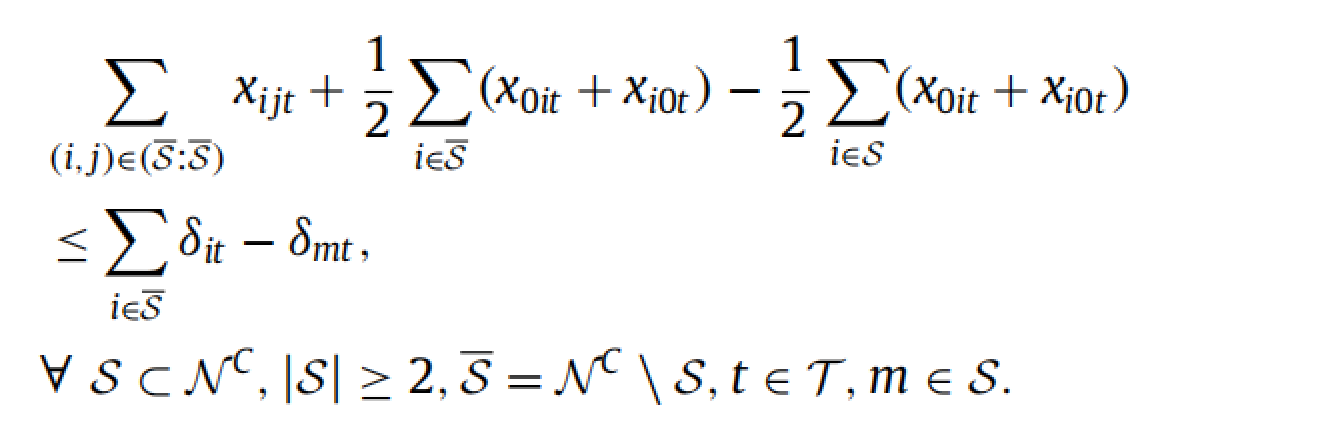 ∑_{(i,j)∈(S̅:S̅)} x_{ijt} + 1/2 ∑_{i∈S̅} (x_{0it} + x_{i0t}) − 1/2 ∑_{i∈S} (x_{0it} + x_{i0t})
≤ ∑_{i∈S̅} δ_{it} − δ_{mt},
∀ S ⊂ N^C, |S| ≥ 2, S̅ = N^C \ S, t ∈ T, m ∈ S.